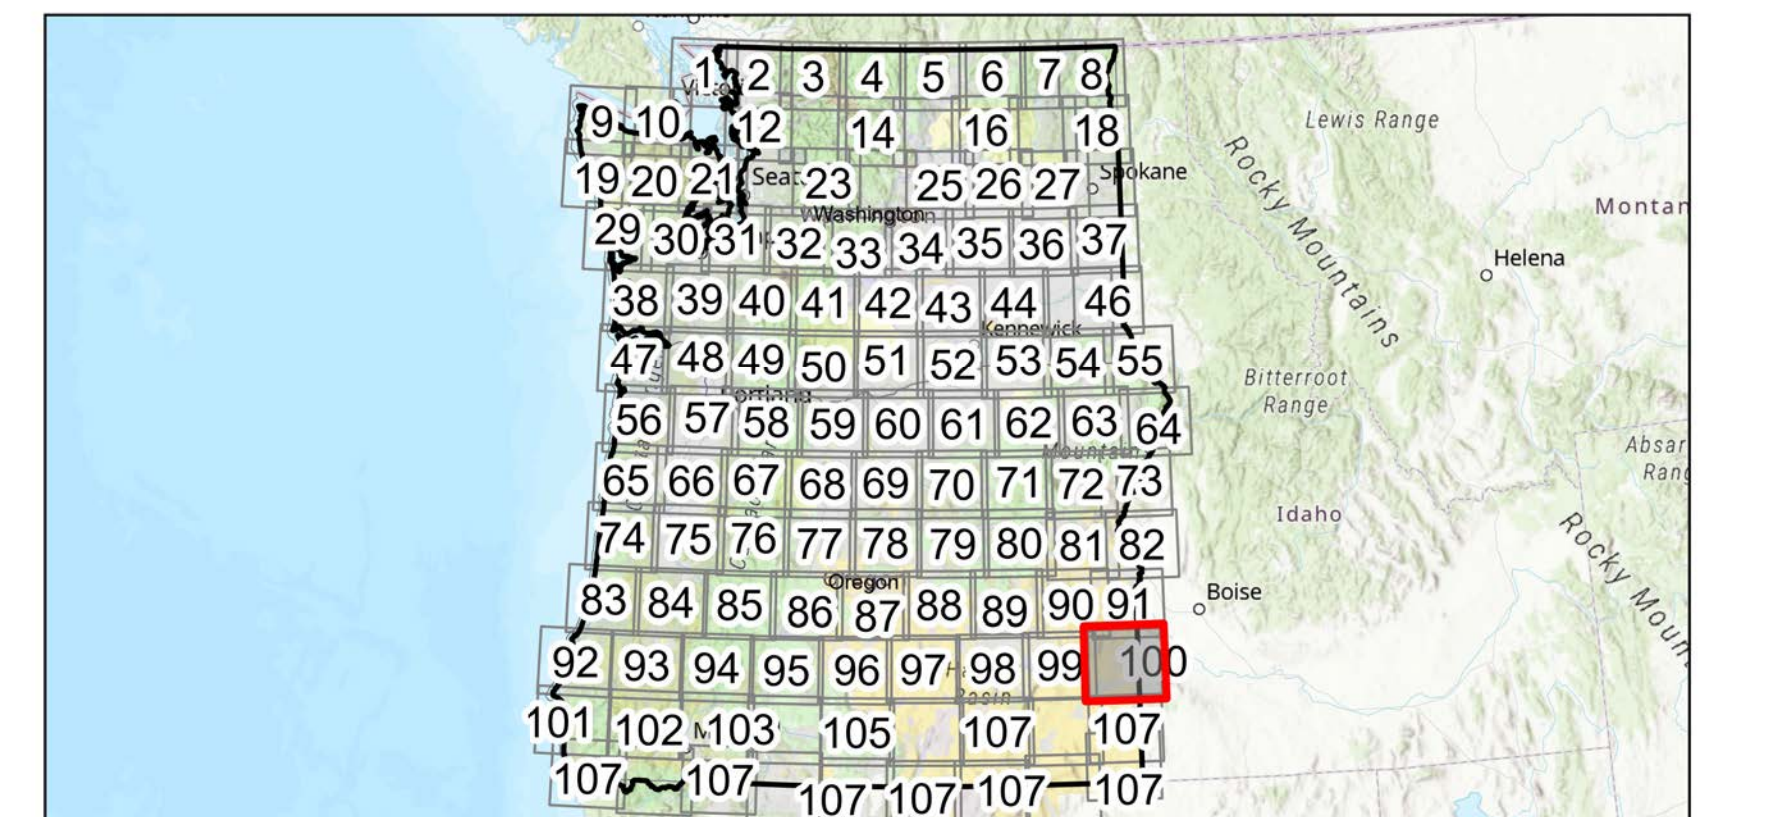 1 2 3 4 5 6 7 8
Lewis Range
9 10 12 14 16 18
Rocky Mountains
19 20 21 Seat 23 25 26 27 Spokane
Washington
Montan
29 30 31 32 33 34 35 36 37
Helena
38 39 40 41 42 43 44 46
Kennewick
47 48 49 50 51 52 53 54 55
Bitterroot
Range
Portland
56 57 58 59 60 61 62 63 64
Mountain
Absar
Rang
65 66 67 68 69 70 71 72 73
Idaho
Rocky Moun
74 75 76 77 78 79 80 81 82
Oregon
Boise
83 84 85 86 87 88 89 90 91
92 93 94 95 96 97 98 99 100
Basin
101 102 M 103 105 107 107
107 107 107 107 107 107